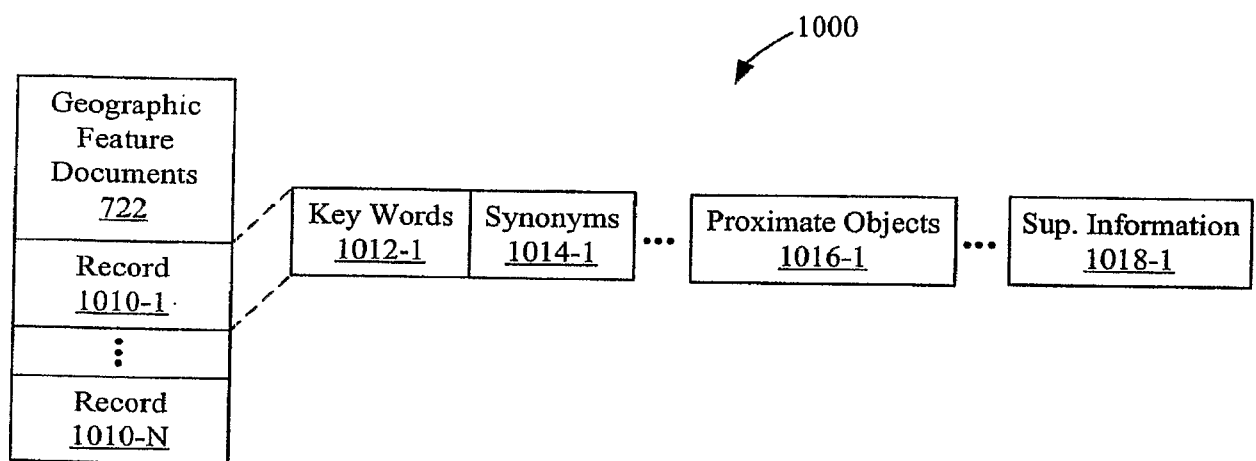 1000
Geographic
Feature
Documents
722
Record
1010-1
Record
1010-N
Key Words
1012-1
Synonyms
1014-1
Proximate Objects
1016-1
Sup. Information
1018-1